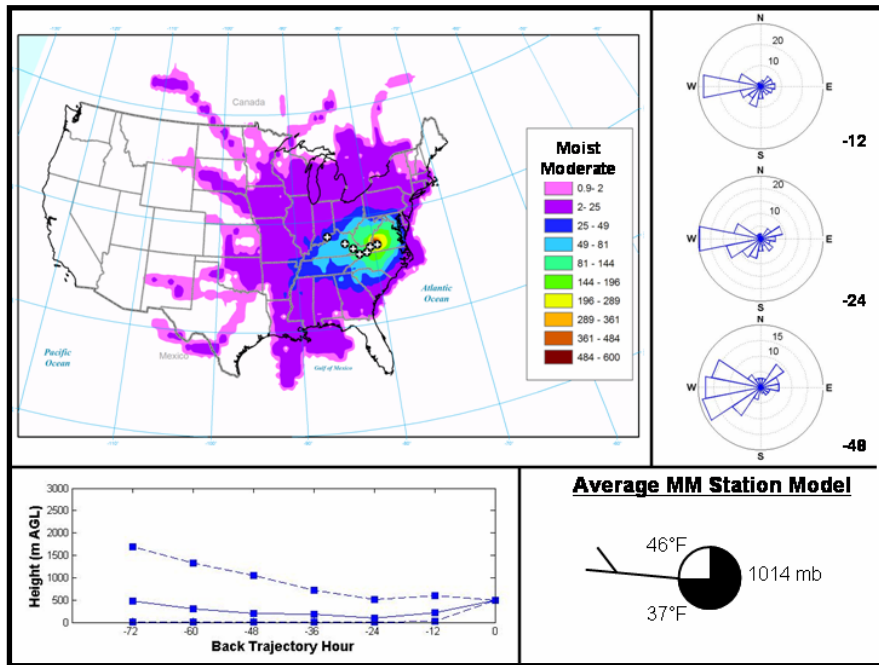 Canada
Mexico
Pacific
Ocean
Atlantic
Ocean
Gulf of Mexico
Moist
Moderate
0.9- 2
2- 25
25 - 49
49 - 81
81 - 144
144 - 196
196 - 289
289 - 361
361 - 484
484 - 600
N
20
10
W
E
S
-12
N
20
10
W
E
S
-24
N
15
10
W
E
S
-48
3000
2500
2000
1500
1000
500
0
Height (m AGL)
-72
-60
-48
-36
-24
-12
0
Back Trajectory Hour
Average MM Station Model
46°F
1014 mb
37°F